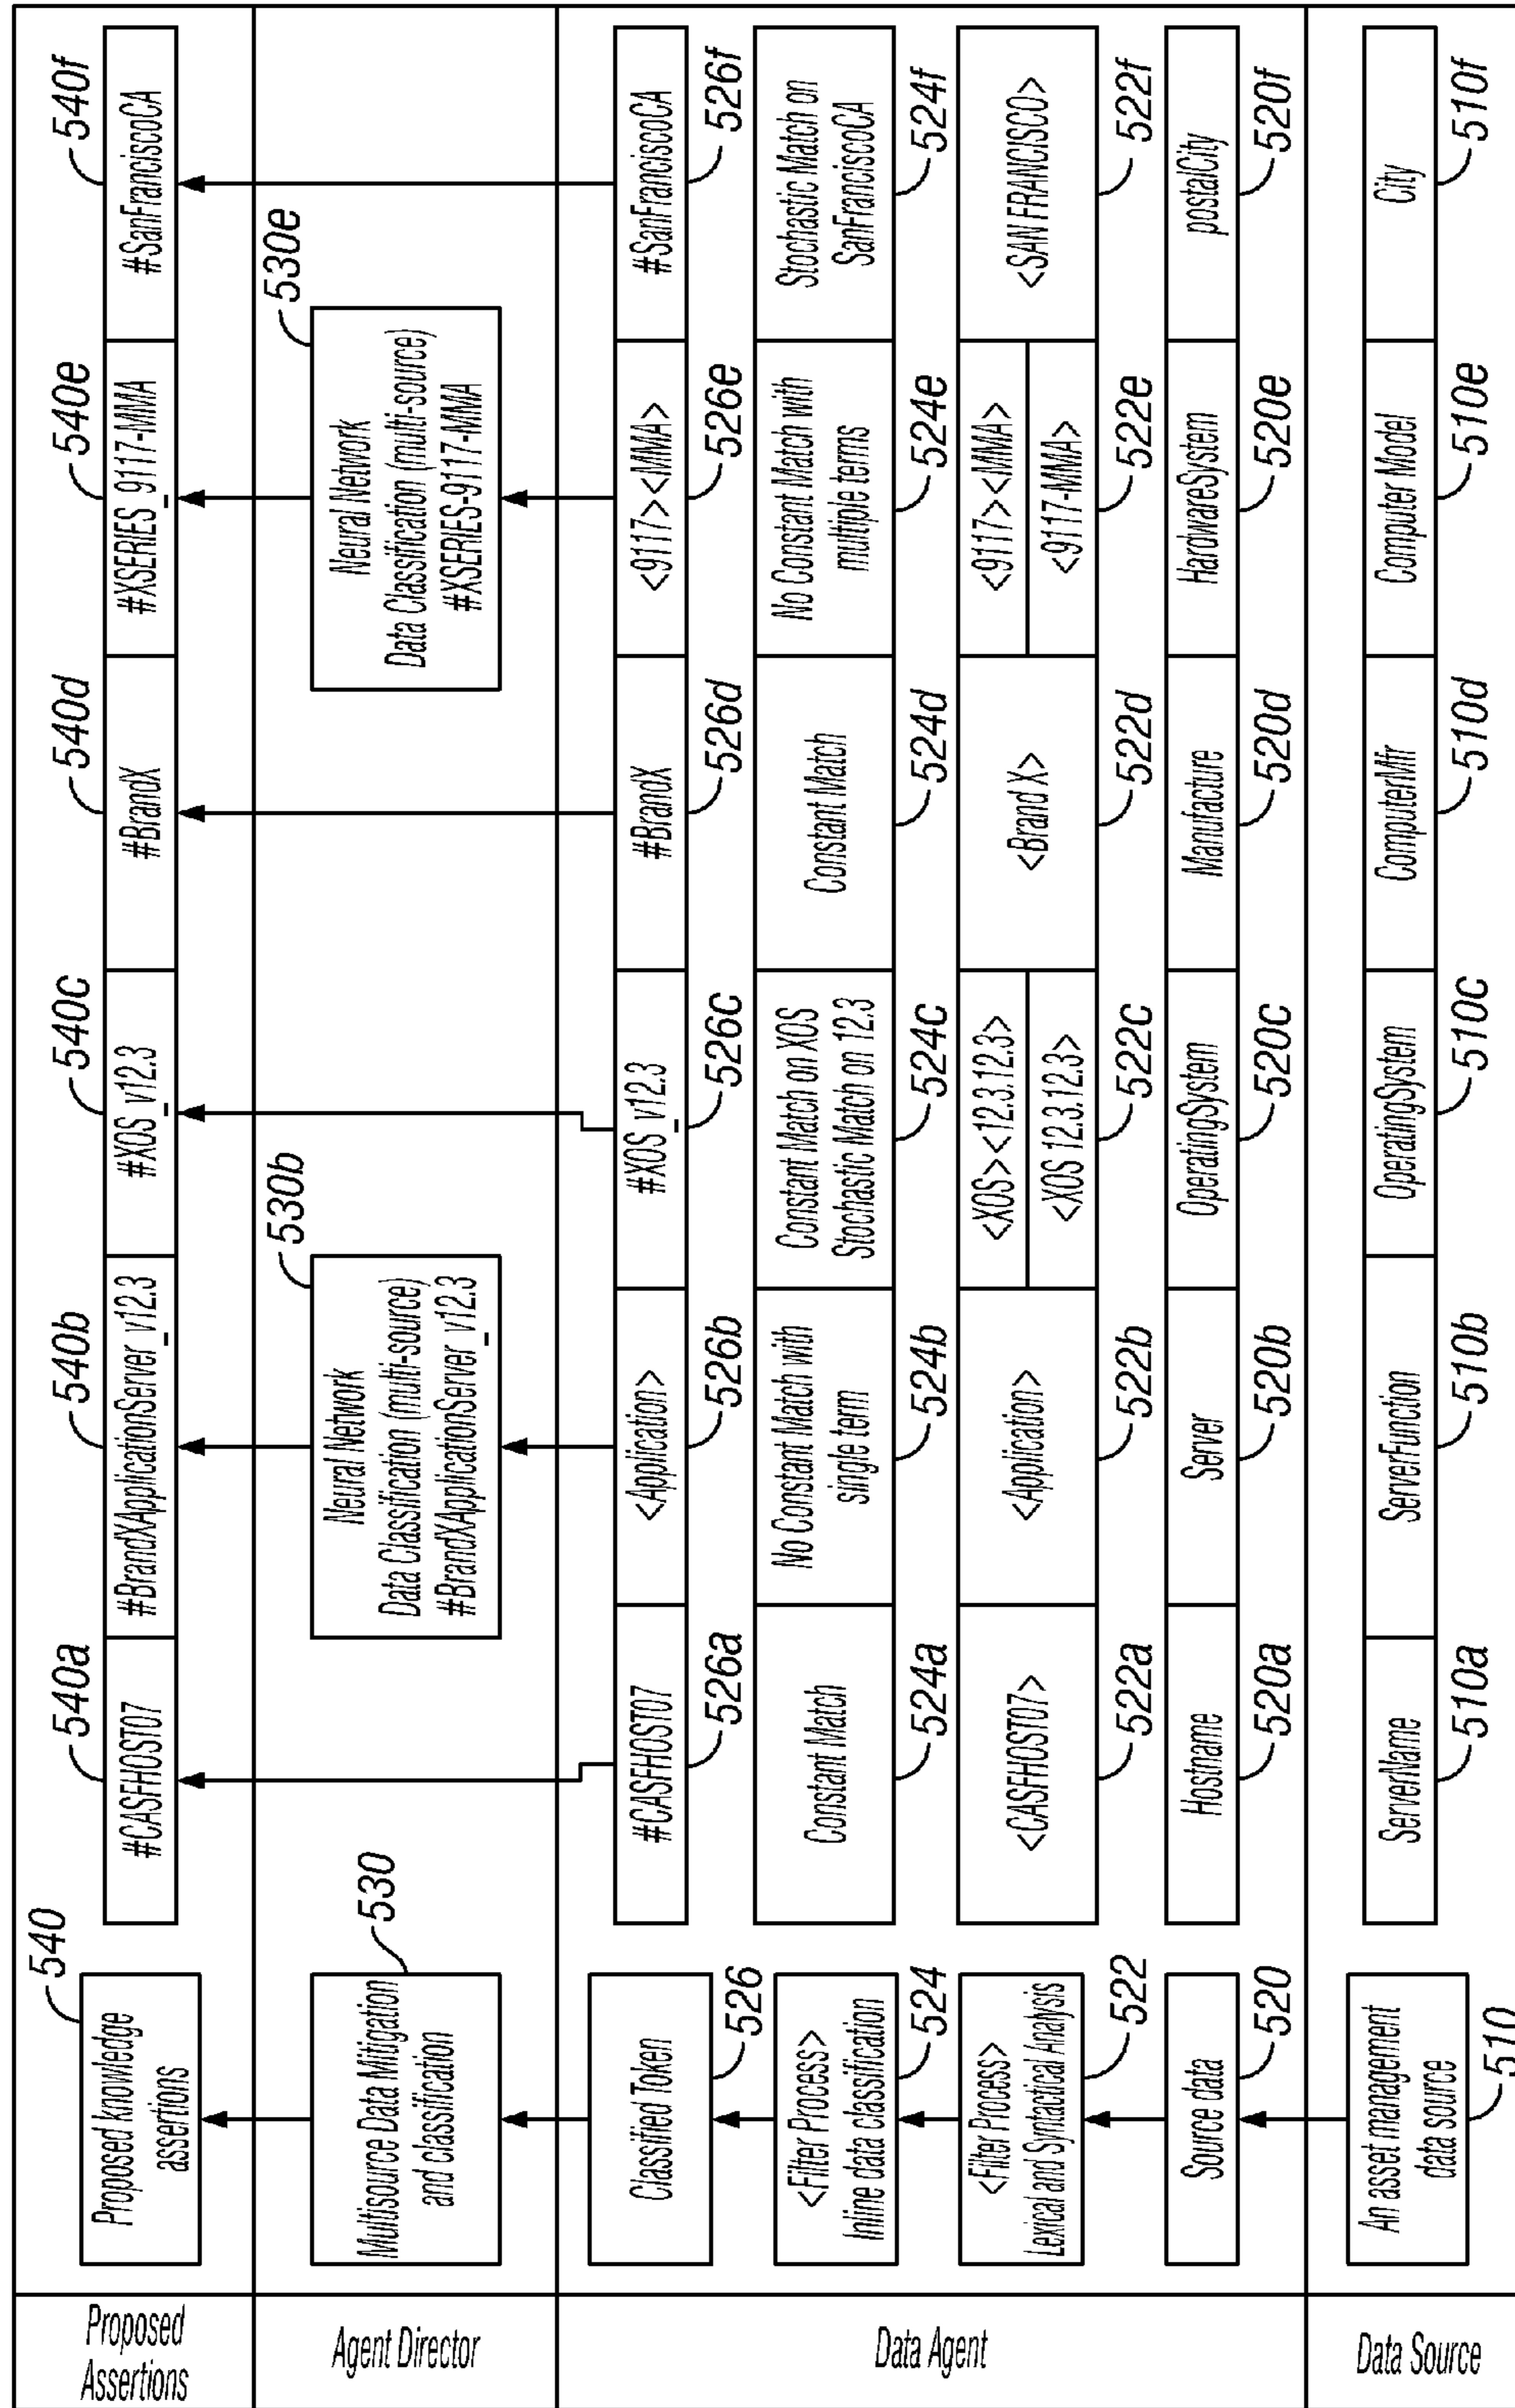 Proposed
Assertions
Proposed knowledge
assertions
540
#CASFHOST07
540a
#BrandXApplicationServer_v12.3
540b
#XOS_v12.3
540c
#BrandX
540d
#XSERIES_9117-MMA
540e
#SanFranciscoCA
540f
Agent Director
Multisource Data Mitigation
and classification
530
Neural Network
Data Classification (multi-source)
#BrandXApplicationServer_v12.3
530b
Neural Network
Data Classification (multi-source)
#XSERIES-9117-MMA
530e
Data Agent
Classified Token
526
#CASFHOST07
526a
<Application>
526b
#XOS_v12.3
526c
#BrandX
526d
<9117><MMA>
526e
#SanFranciscoCA
526f
<Filter Process>
Inline data classification
524
Constant Match
524a
No Constant Match with
single term
524b
Constant Match on XOS
Stochastic Match on 12.3
524c
Constant Match
524d
No Constant Match with
multiple terms
524e
Stochastic Match on
SanFranciscoCA
524f
<Filter Process>
Lexical and Syntactical Analysis
522
<CASFHOST07>
522a
<Application>
522b
<XOS><12.3.12.3>
<XOS 12.3.12.3>
522c
<Brand X>
522d
<9117><MMA>
<9117-MMA>
522e
<SAN FRANCISCO>
522f
Source data
520
Hostname
520a
Server
520b
OperatingSystem
520c
Manufacture
520d
HardwareSystem
520e
postalCity
520f
Data Source
An asset management
data source
510
ServerName
510a
ServerFunction
510b
OperatingSystem
510c
ComputerMfr
510d
Computer Model
510e
City
510f